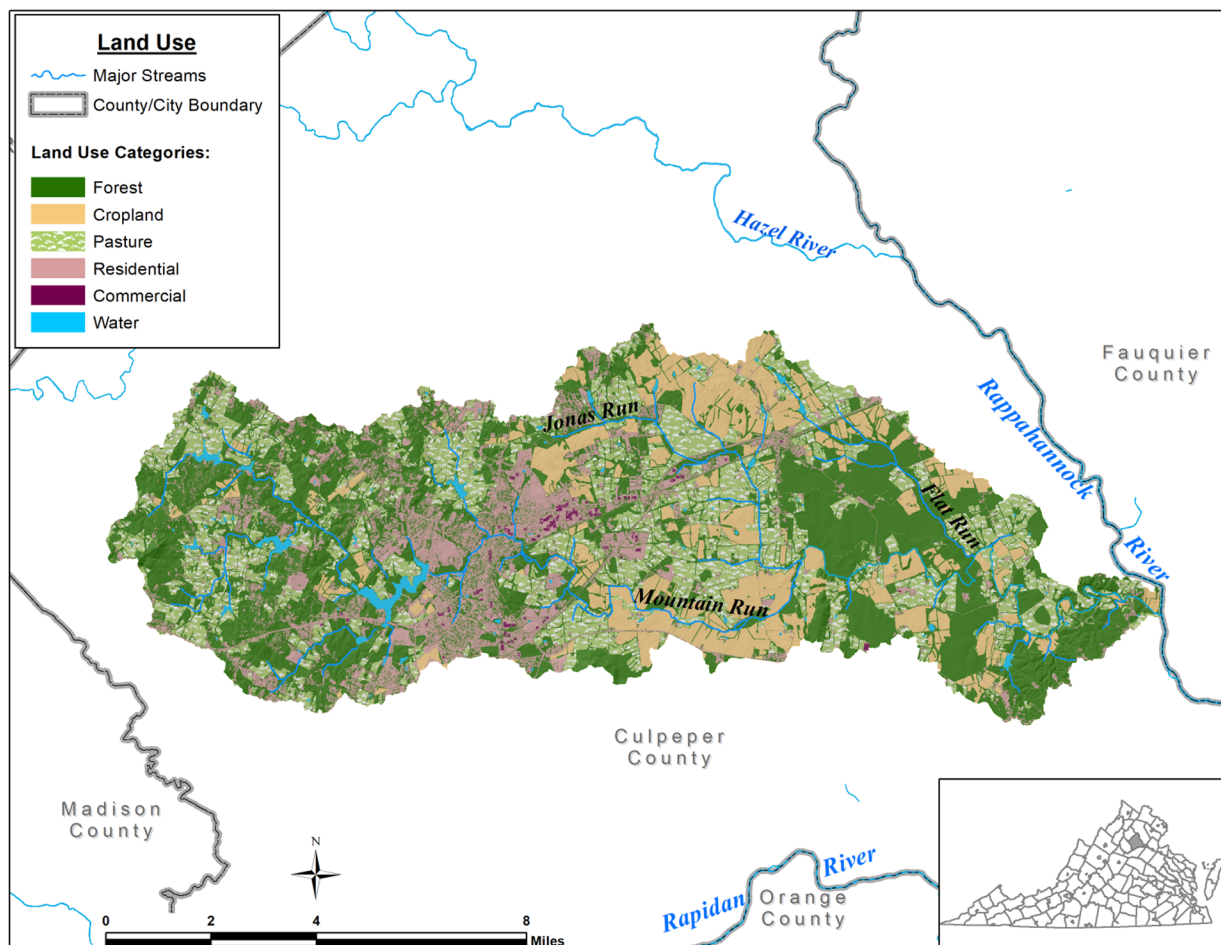 Land Use
Major Streams
County/City Boundary
Land Use Categories:
Forest
Cropland
Pasture
Residential
Commercial
Water
Hazel River
Fauquier
County
Rappahannock
River
Jonas Run
Flat Run
Mountain Run
Culpeper
County
Madison
County
N
Rapidan River
Orange
County
0 2 4 8
Miles